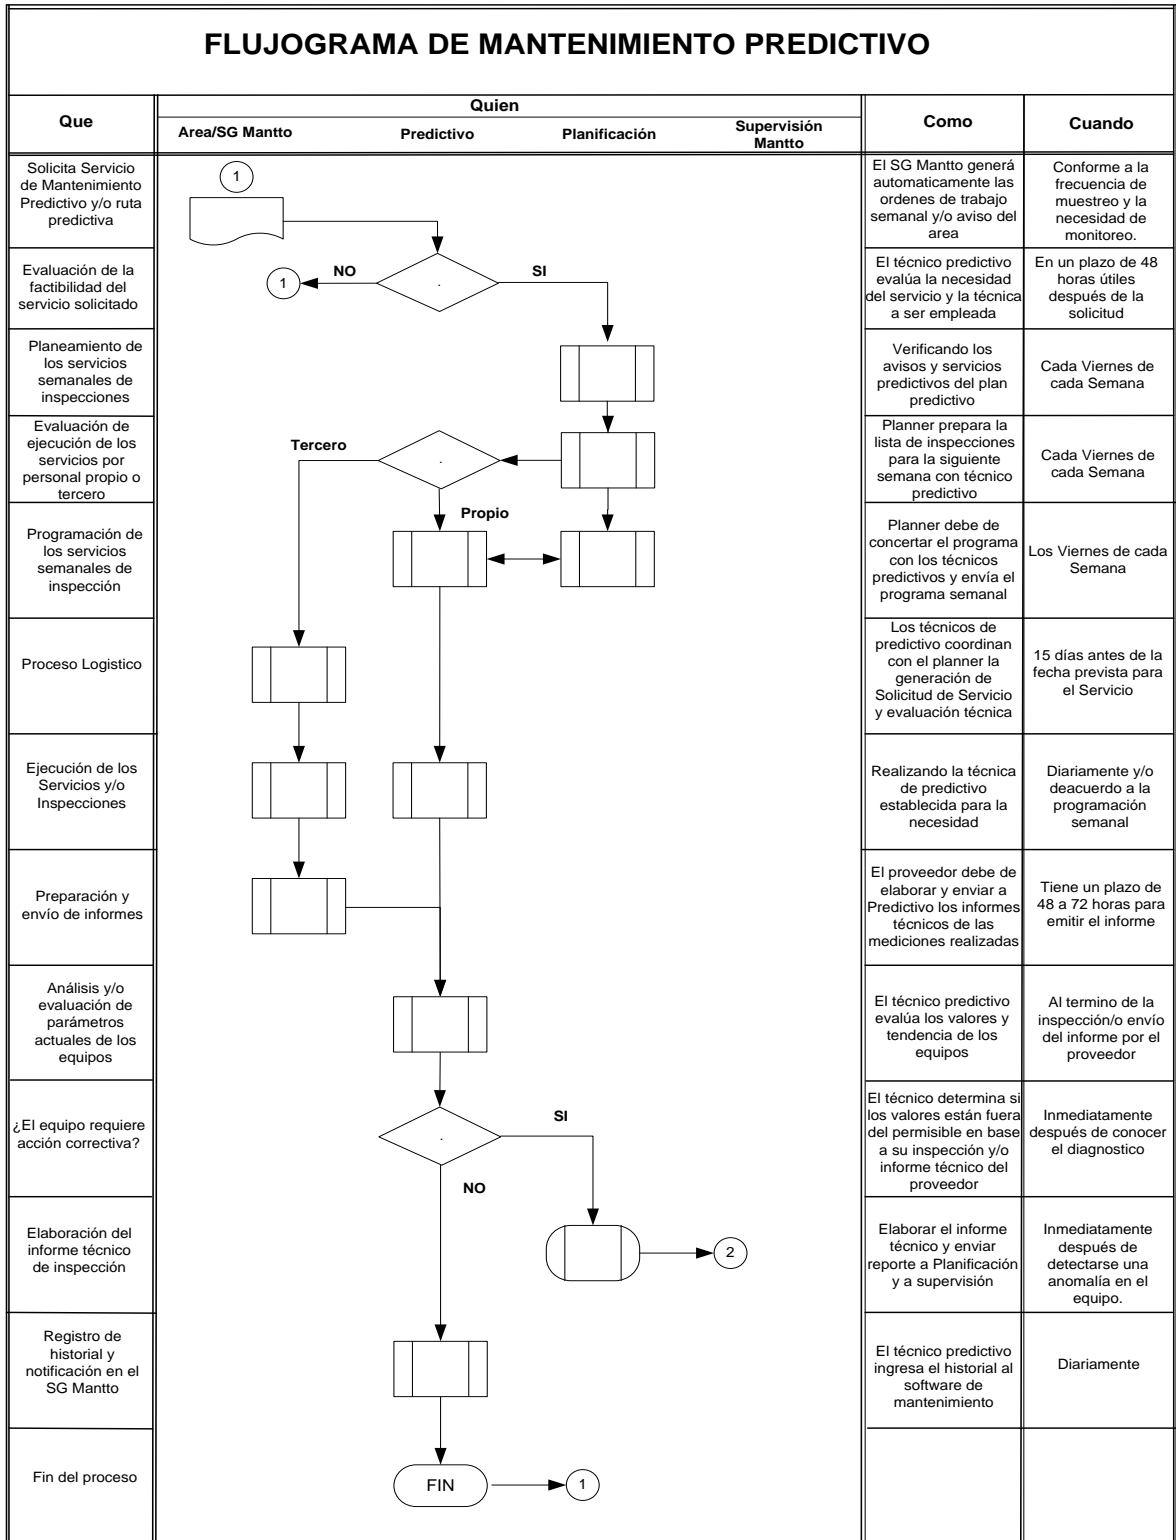 FLUJOGRAMA DE MANTENIMIENTO PREDICTIVO
Que
Quien
Area/SG Mantto
Predictivo
Planificación
Supervisión
Mantto
Como
Cuando
Solicita Servicio
de Mantenimiento
Predictivo y/o ruta
predictiva
1
El SG Mantto generá
automaticamente las
ordenes de trabajo
semanal y/o aviso del
area
Conforme a la
frecuencia de
muestreo y la
necesidad de
monitoreo.
Evaluación de la
factibilidad del
servicio solicitado
1
NO
.
SI
El técnico predictivo
evalúa la necesidad
del servicio y la técnica
a ser empleada
En un plazo de 48
horas útiles
después de la
solicitud
Planeamiento de
los servicios
semanales de
inspecciones
Verificando los
avisos y servicios
predictivos del plan
predictivo
Cada Viernes de
cada Semana
Evaluación de
ejecución de los
servicios por
personal propio o
tercero
Tercero
.
Planner prepara la
lista de inspecciones
para la siguiente
semana con técnico
predictivo
Cada Viernes de
cada Semana
Programación de
los servicios
semanales de
inspección
Propio
Planner debe de
concertar el programa
con los técnicos
predictivos y envía el
programa semanal
Los Viernes de cada
Semana
Proceso Logistico
Los técnicos de
predictivo coordinan
con el planner la
generación de
Solicitud de Servicio
y evaluación técnica
15 días antes de la
fecha prevista para
el Servicio
Ejecución de los
Servicios y/o
Inspecciones
Realizando la técnica
de predictivo
establecida para la
necesidad
Diariamente y/o
deacuerdo a la
programación
semanal
Preparación y
envío de informes
El proveedor debe de
elaborar y enviar a
Predictivo los informes
técnicos de las
mediciones realizadas
Tiene un plazo de
48 a 72 horas para
emitir el informe
Análisis y/o
evaluación de
parámetros
actuales de los
equipos
El técnico predictivo
evalúa los valores y
tendencia de los
equipos
Al termino de la
inspección/o envío
del informe por el
proveedor
¿El equipo requiere
acción correctiva?
.
SI
NO
El técnico determina si
los valores están fuera
del permisible en base
a su inspección y/o
informe técnico del
proveedor
Inmediatamente
después de conocer
el diagnostico
Elaboración del
informe técnico
de inspección
2
Elaborar el informe
técnico y enviar
reporte a Planificación
y a supervisión
Inmediatamente
después de
detectarse una
anomalía en el
equipo.
Registro de
historial y
notificación en el
SG Mantto
El técnico predictivo
ingresa el historial al
software de
mantenimiento
Diariamente
Fin del proceso
FIN
1